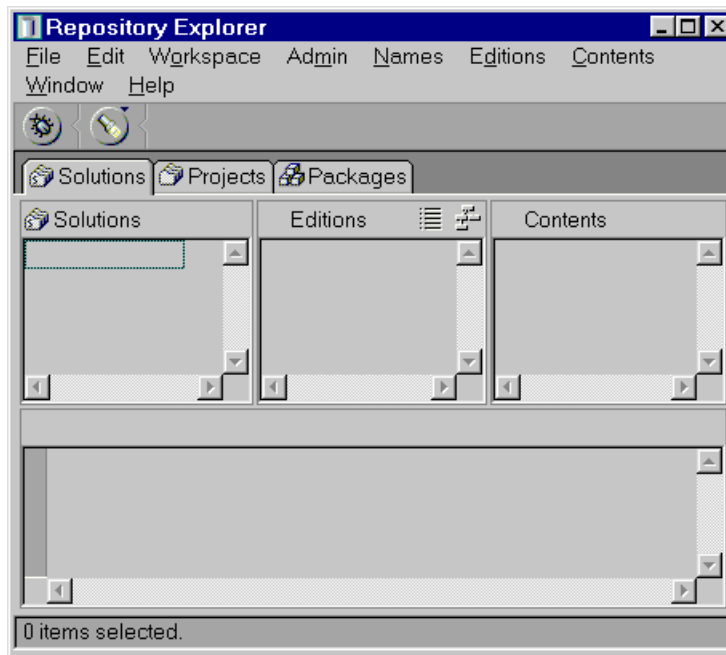 Repository Explorer
File Edit Workspace Admin Names Editions Contents
Window Help
Solutions Projects Packages
Solutions Editions Contents
0 items selected.